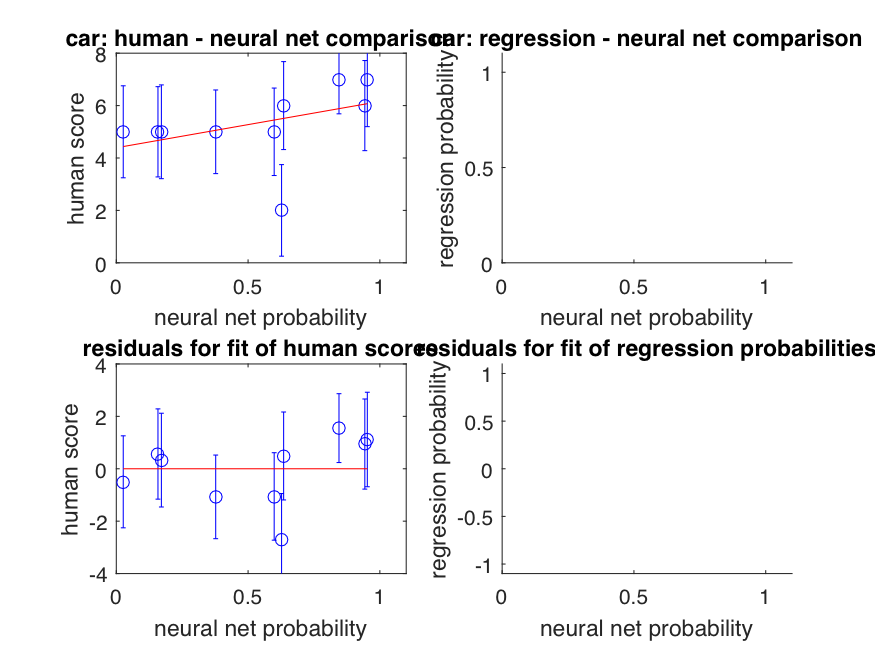 car: human - neural net comparison
8
6
4
2
0
0 0.5 1
human score
neural net probability
car: regression - neural net comparison
1
0.5
0
0 0.5 1
regression probability
neural net probability
residuals for fit of human scores
4
2
0
-2
-4
0 0.5 1
human score
neural net probability
residuals for fit of regression probabilities
1
0.5
0
-0.5
-1
0 0.5 1
regression probability
neural net probability